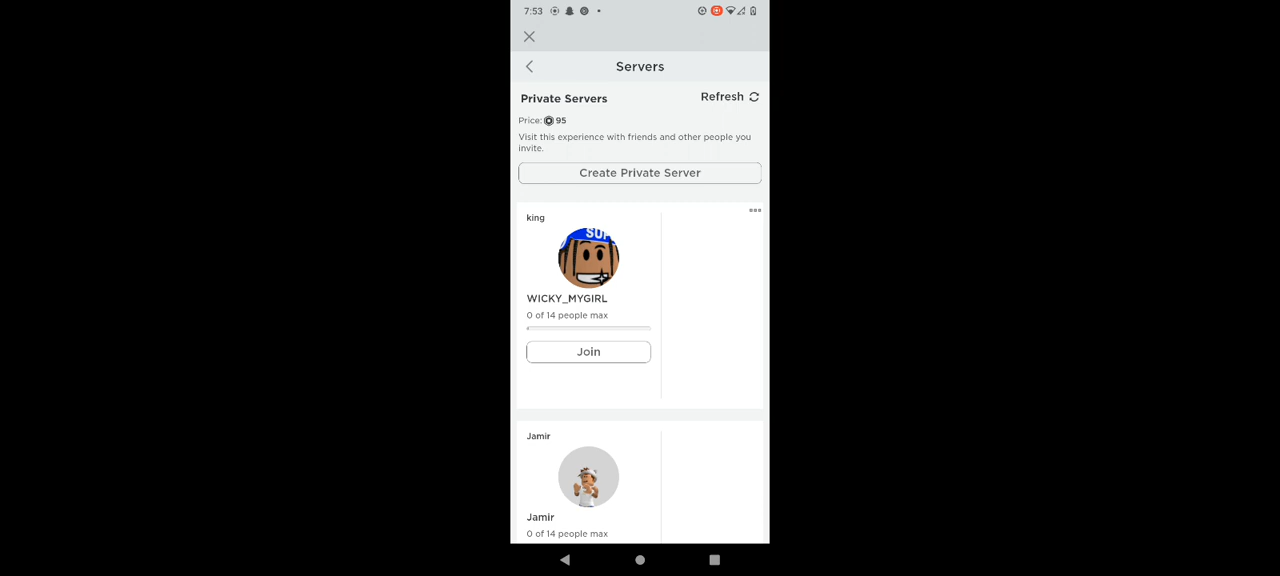 7:53
Servers
Private Servers
Refresh
Price: 95
Visit this experience with friends and other people you
invite.
Create Private Server
king
SUP
WICKY_MYGIRL
0 of 14 people max
Join
Jamir
Jamir
0 of 14 people max